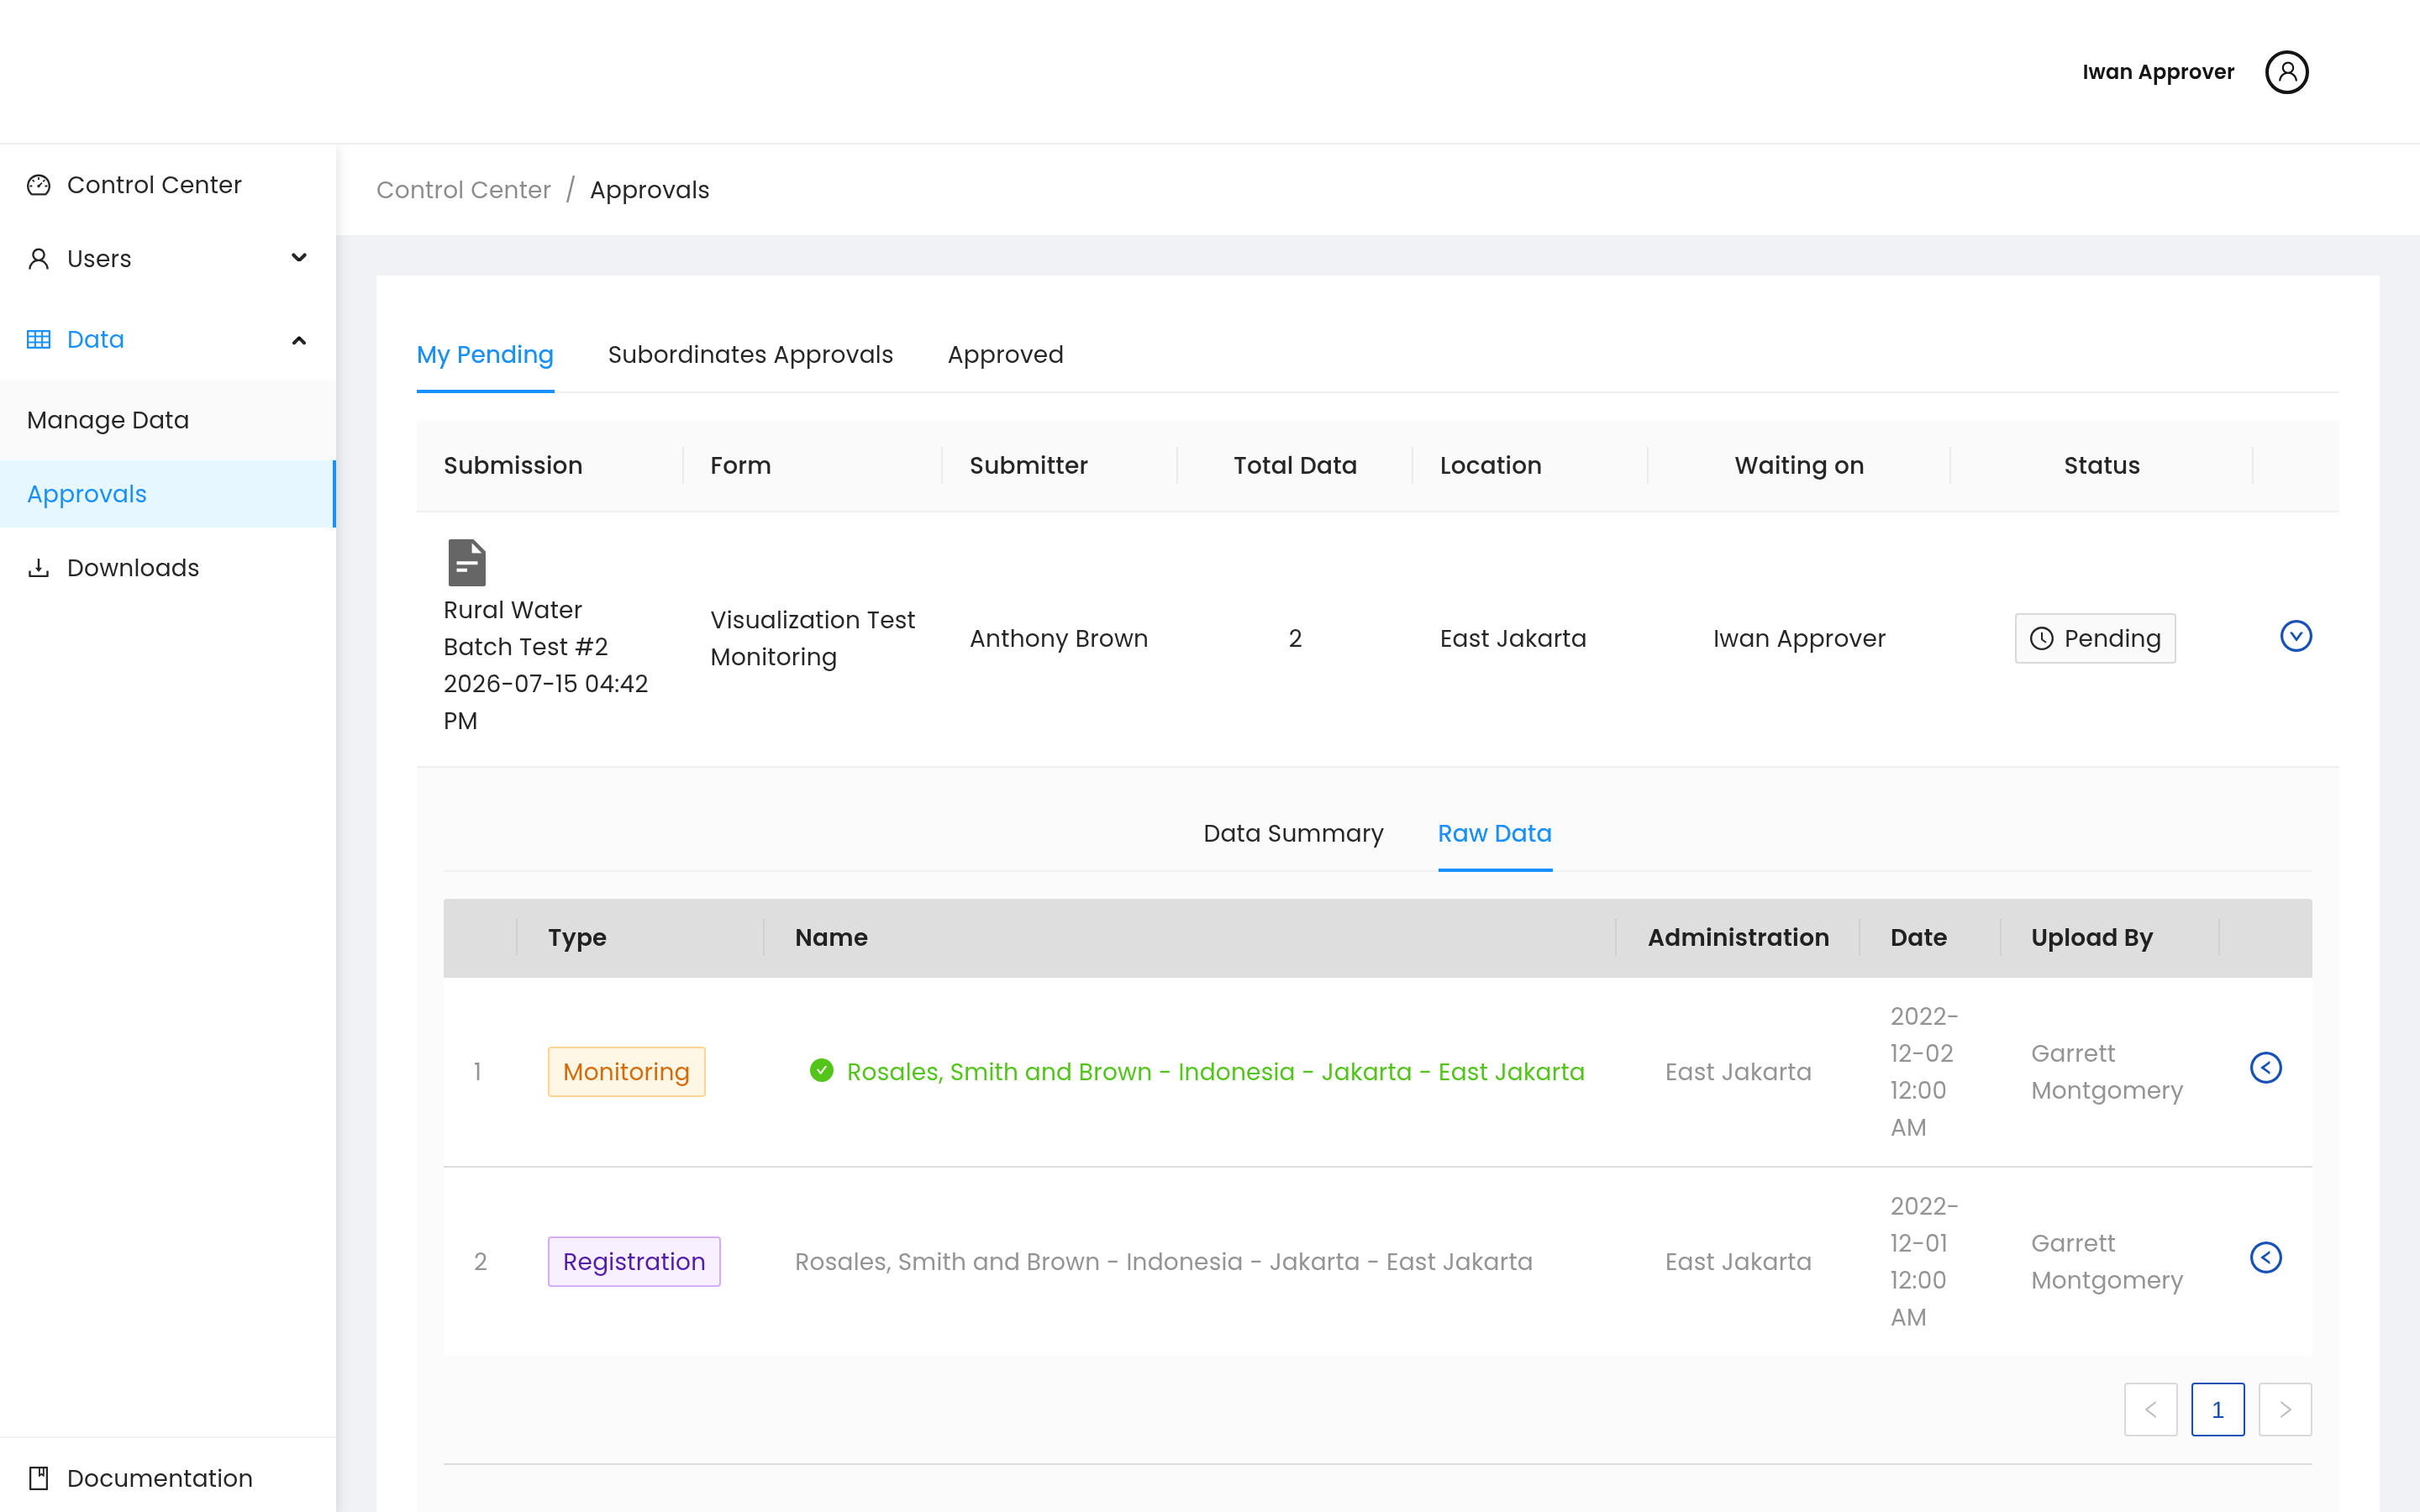 Iwan Approver
Control Center
Users
Data
Manage Data
Approvals
Downloads
Documentation
Control Center / Approvals
My Pending
Subordinates Approvals
Approved
Submission
Form
Submitter
Total Data
Location
Waiting on
Status
Rural Water
Batch Test #2
2026-07-15 04:42
PM
Visualization Test
Monitoring
Anthony Brown
2
East Jakarta
Iwan Approver
Pending
Data Summary
Raw Data
Type
Name
Administration
Date
Upload By
1
Monitoring
Rosales, Smith and Brown - Indonesia - Jakarta - East Jakarta
East Jakarta
2022-
12-02
12:00
AM
Garrett
Montgomery
2
Registration
Rosales, Smith and Brown - Indonesia - Jakarta - East Jakarta
East Jakarta
2022-
12-01
12:00
AM
Garrett
Montgomery
1